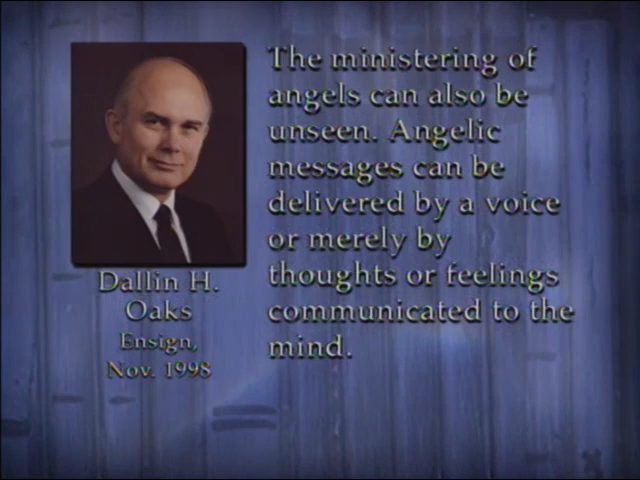 The ministering of
angels can also be
unseen. Angelic
messages can be
delivered by a voice
or merely by
thoughts or feelings
communicated to the
mind.
Dallin H.
Oaks
Ensign,
Nov. 1998